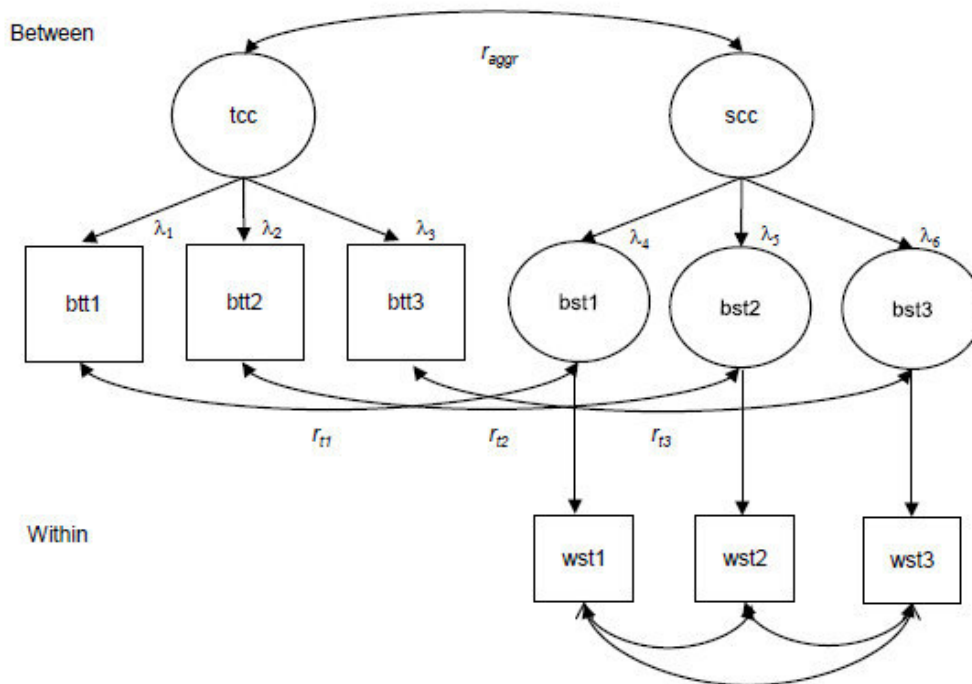 Between
r_aggr
tcc scc
λ₁ λ₂ λ₃ λ₄ λ₅ λ₆
btt1 btt2 btt3 bst1 bst2 bst3
r_t1 r_t2 r_t3
Within
wst1 wst2 wst3